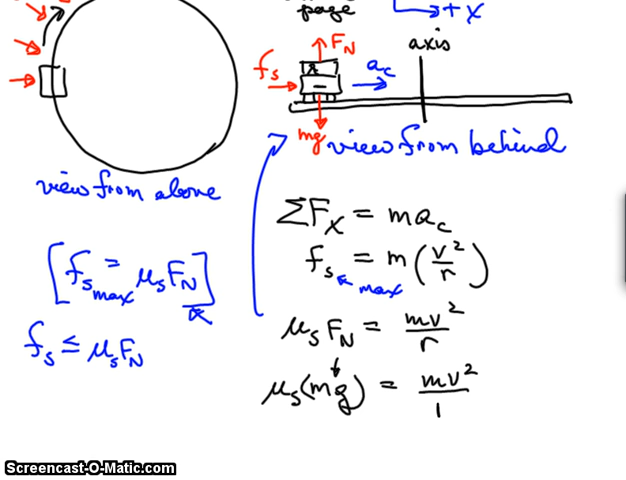 page
+ x
axis
F_N
f_s
a_c
mg
view from behind
view from above
ΣF_x = ma_c
f_s max = m(v²/r)
[f_s max = μ_s F_N]
f_s ≤ μ_s F_N
μ_s F_N = mv²/r
μ_s(mg) = mv²/
Screencast-O-Matic.com